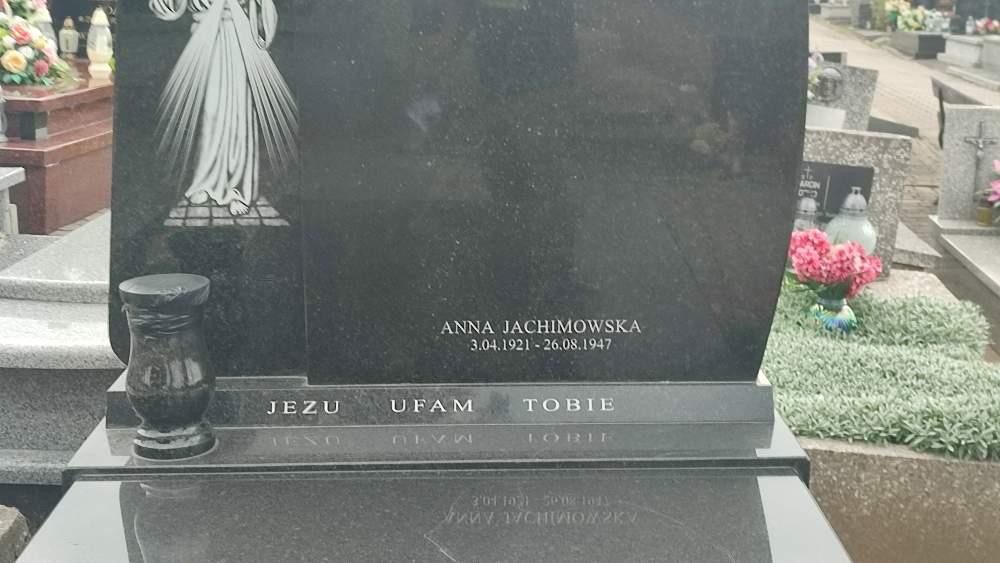 ANNA JACHIMOWSKA
3.04.1921 - 26.08.1947
JEZU UFAM TOBIE